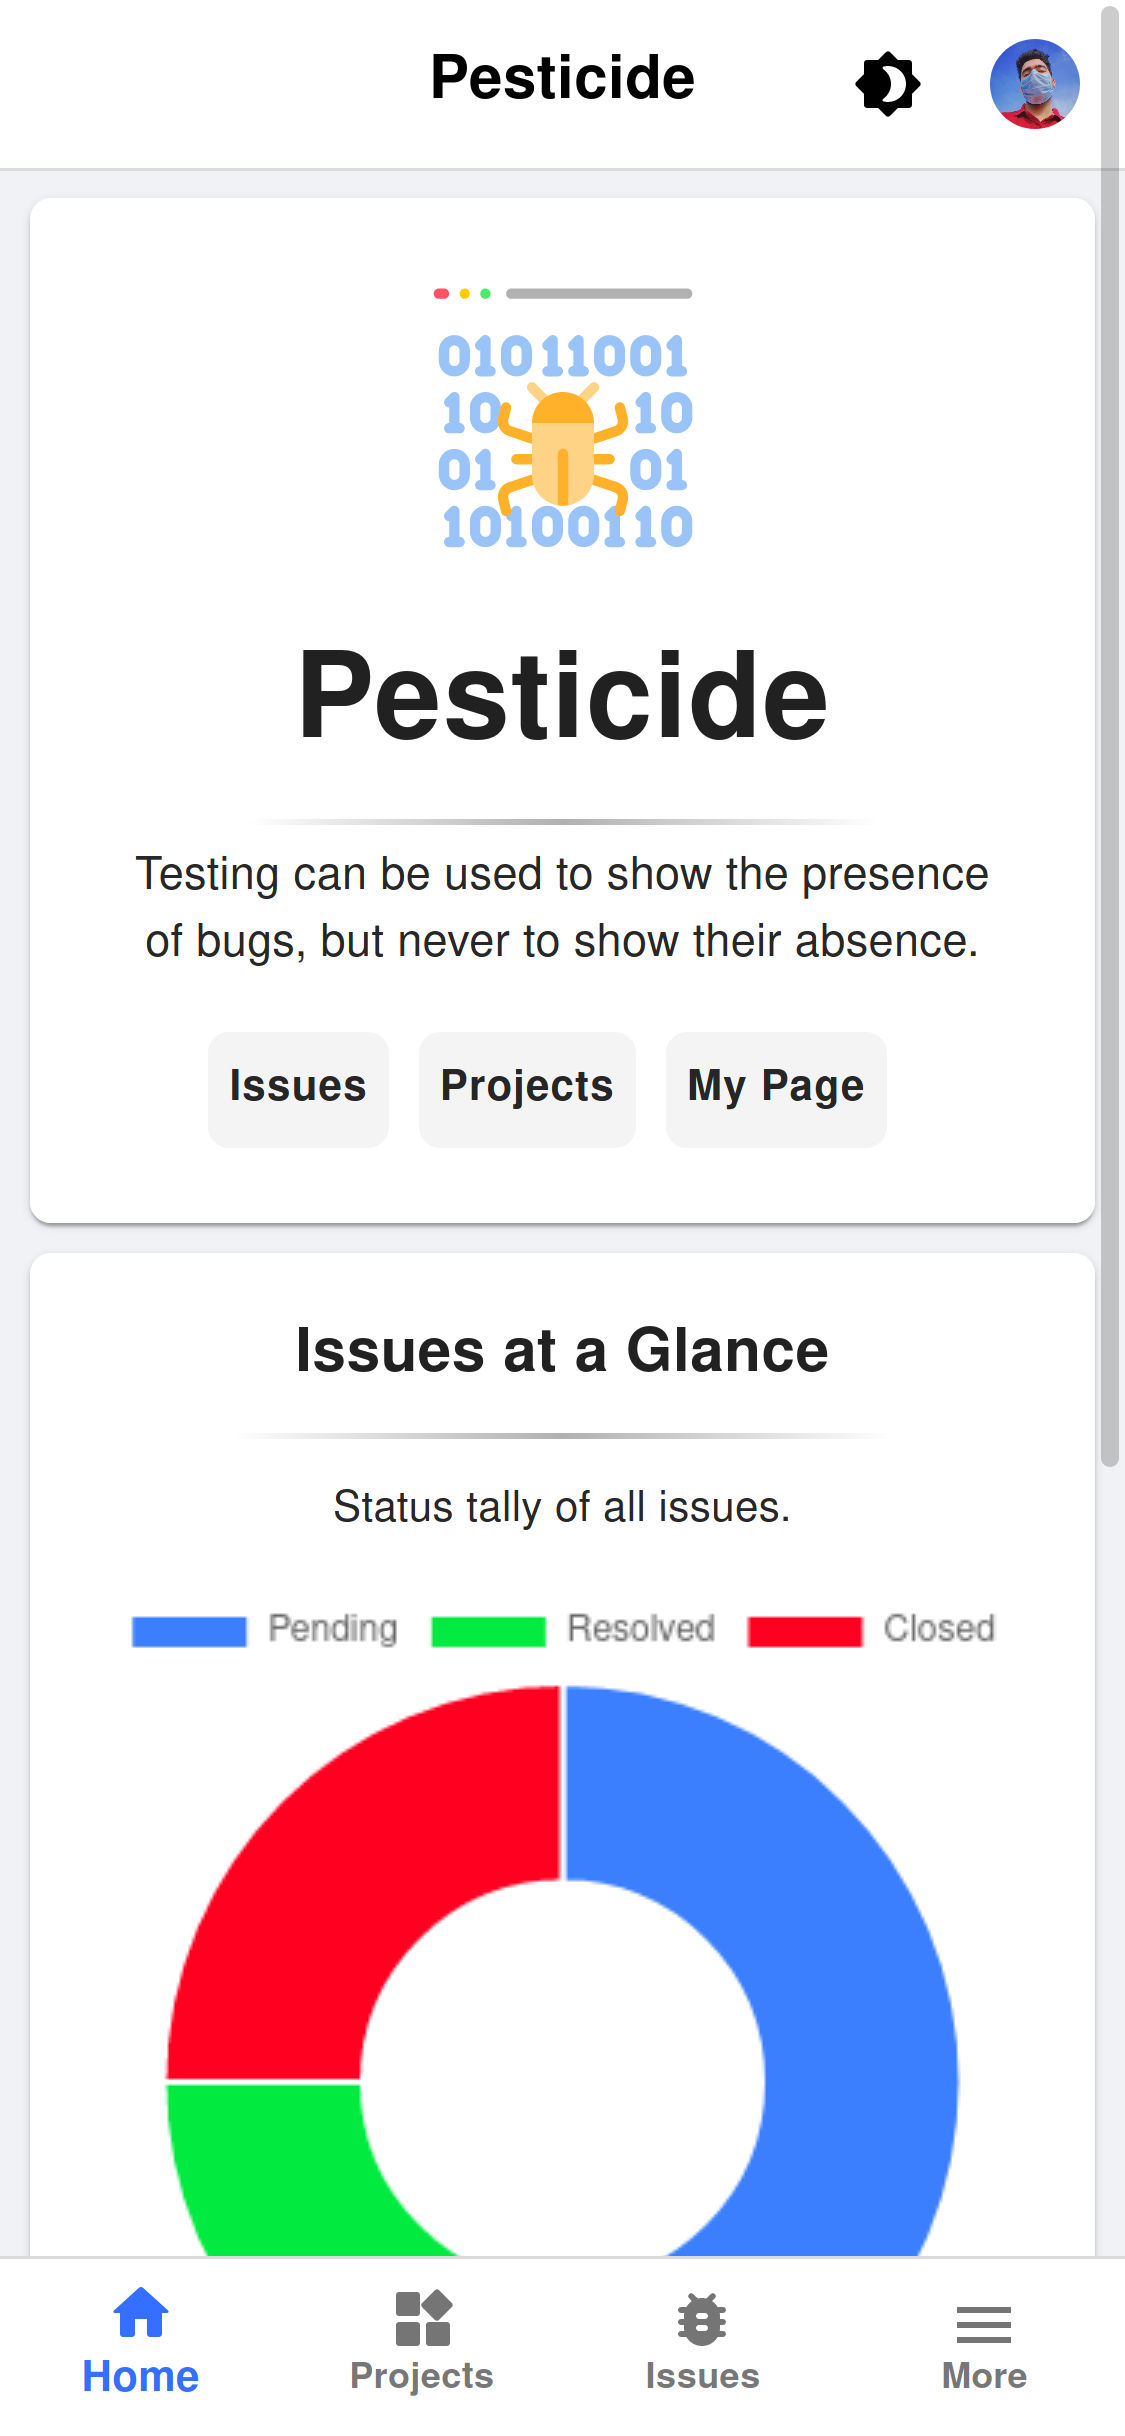 Pesticide
01011001
10 10
01 01
10100110
Pesticide
Testing can be used to show the presence
of bugs, but never to show their absence.
Issues Projects My Page
Issues at a Glance
Status tally of all issues.
Pending Resolved Closed
Home Projects Issues More